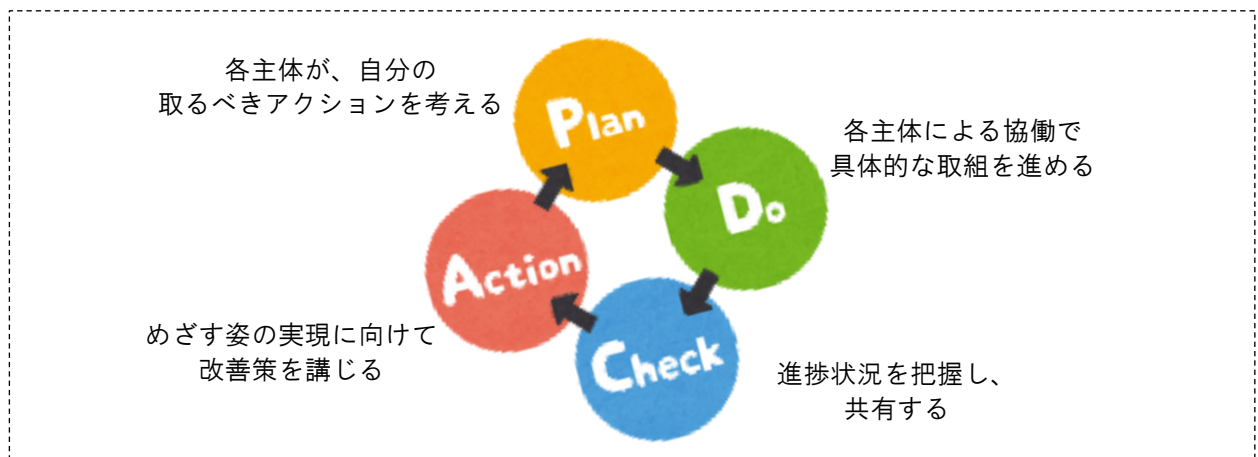 各主体が、自分の
取るべきアクションを考える
Plan
各主体による協働で
具体的な取組を進める
Do
Action
めざす姿の実現に向けて
改善策を講じる
Check
進捗状況を把握し、
共有する